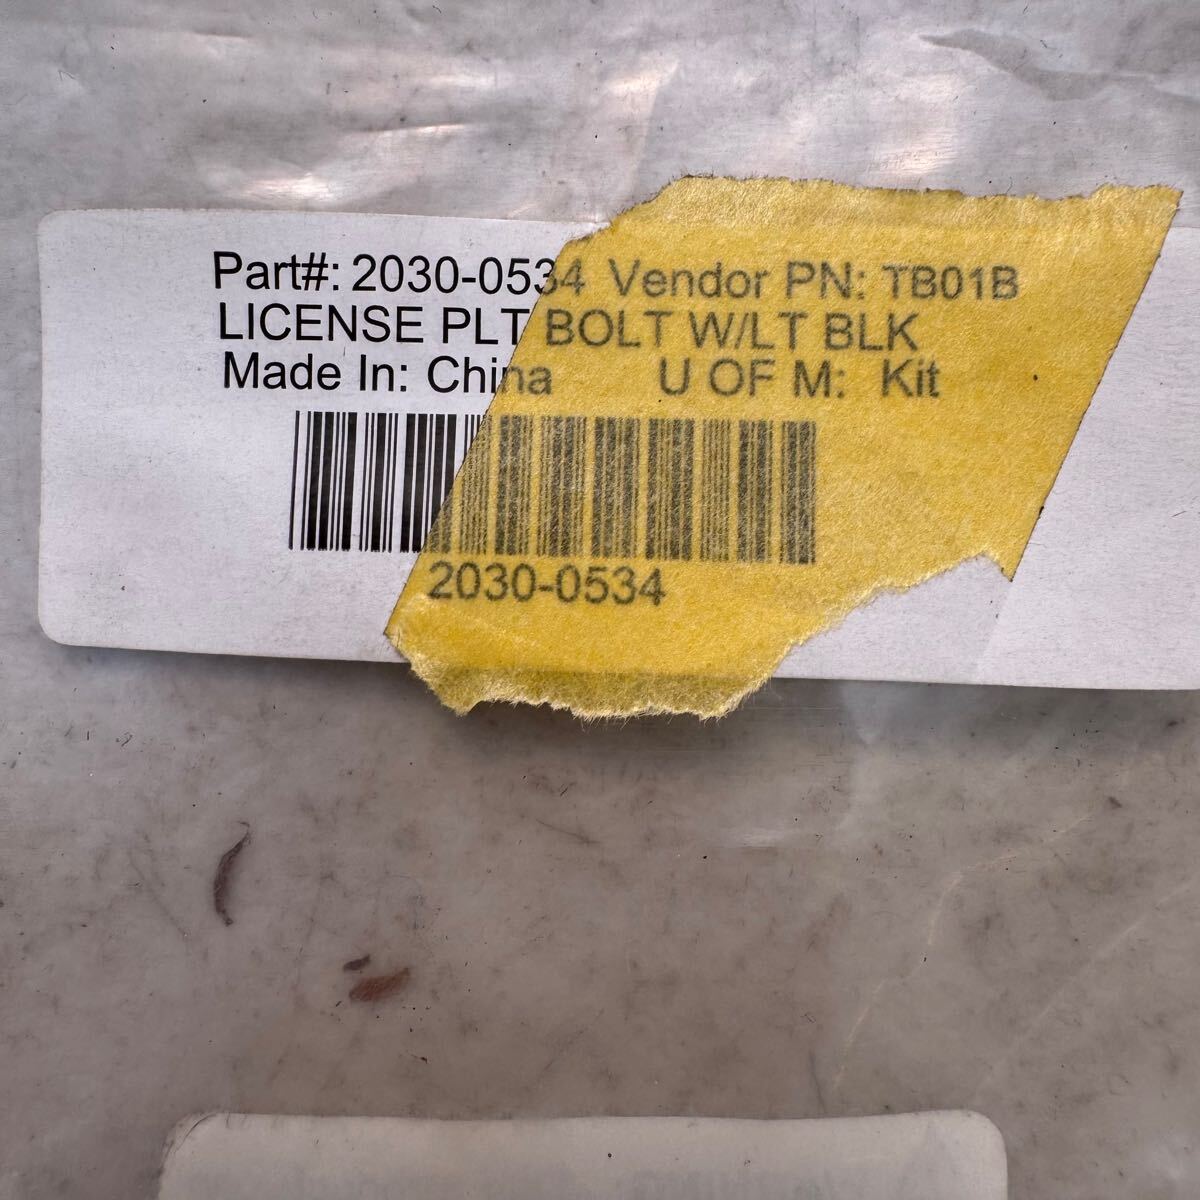 Part#: 2030-0534 Vendor PN: TB01B
LICENSE PLT BOLT W/LT BLK
Made In: China U OF M: Kit
2030-0534